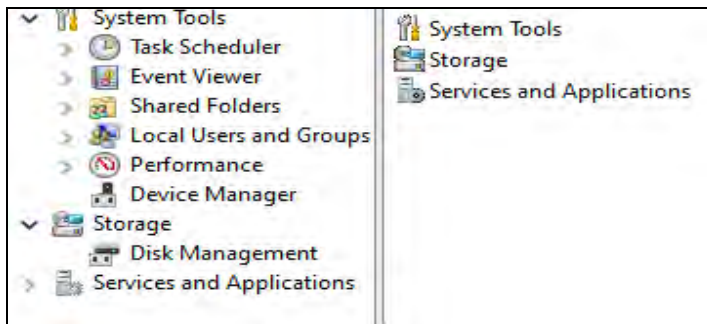 System Tools
Task Scheduler
Event Viewer
Shared Folders
Local Users and Groups
Performance
Device Manager
Storage
Disk Management
Services and Applications
System Tools
Storage
Services and Applications